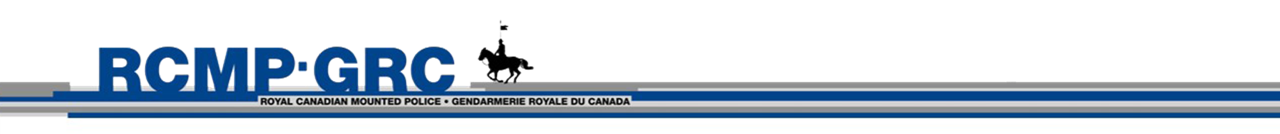 RCMP·GRC
ROYAL CANADIAN MOUNTED POLICE • GENDARMERIE ROYALE DU CANADA